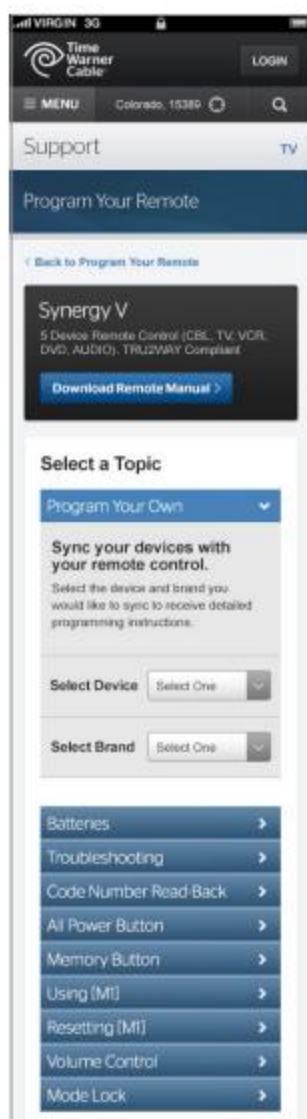 VIRGIN 3G
Time
Warner
Cable
LOGIN
MENU Colorado, 15389
Support TV
Program Your Remote
< Back to Program Your Remote
Synergy V
5 Device Remote Control (CBL, TV, VCR,
DVD, AUDIO). TRU2WAY Compliant
Download Remote Manual >
Select a Topic
Program Your Own
Sync your devices with
your remote control.
Select the device and brand you
would like to sync to receive detailed
programming instructions.
Select Device Select One
Select Brand Select One
Batteries
Troubleshooting
Code Number Read-Back
All Power Button
Memory Button
Using [M1]
Resetting [M1]
Volume Control
Mode Lock